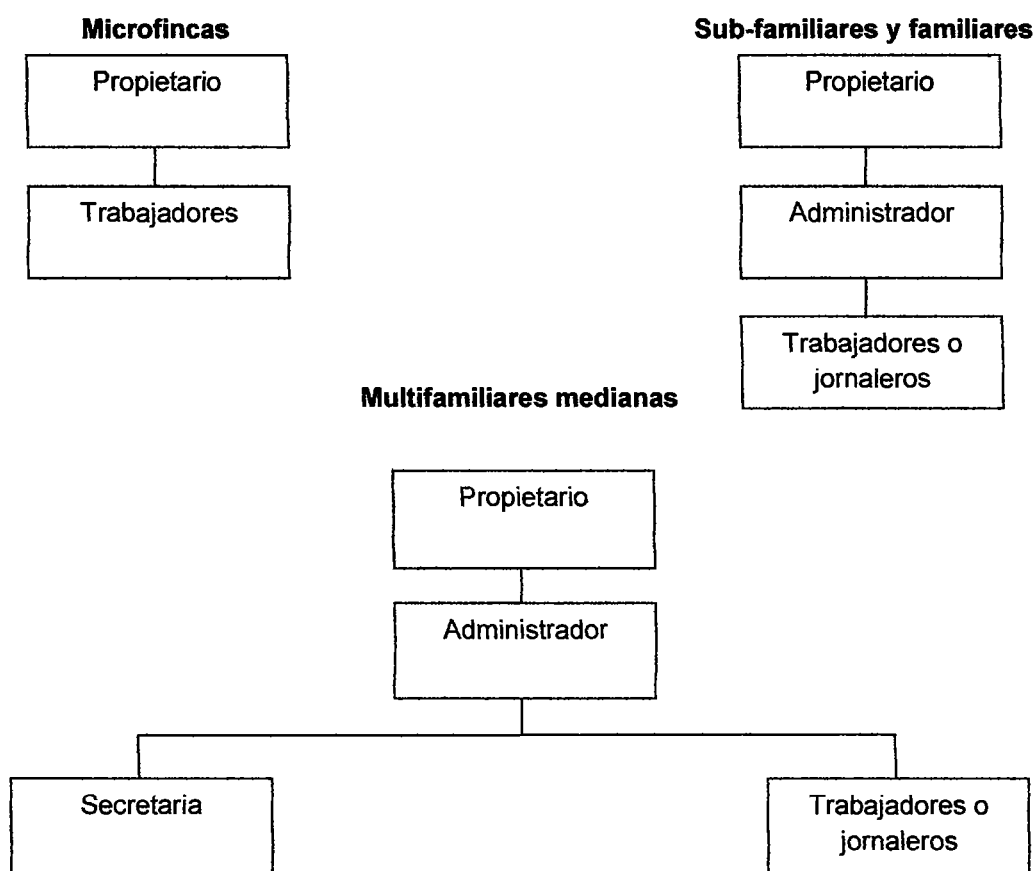 Microfincas
Propietario
Trabajadores
Sub-familiares y familiares
Propietario
Administrador
Trabajadores o
jornaleros
Multifamiliares medianas
Propietario
Administrador
Secretaria
Trabajadores o
jornaleros